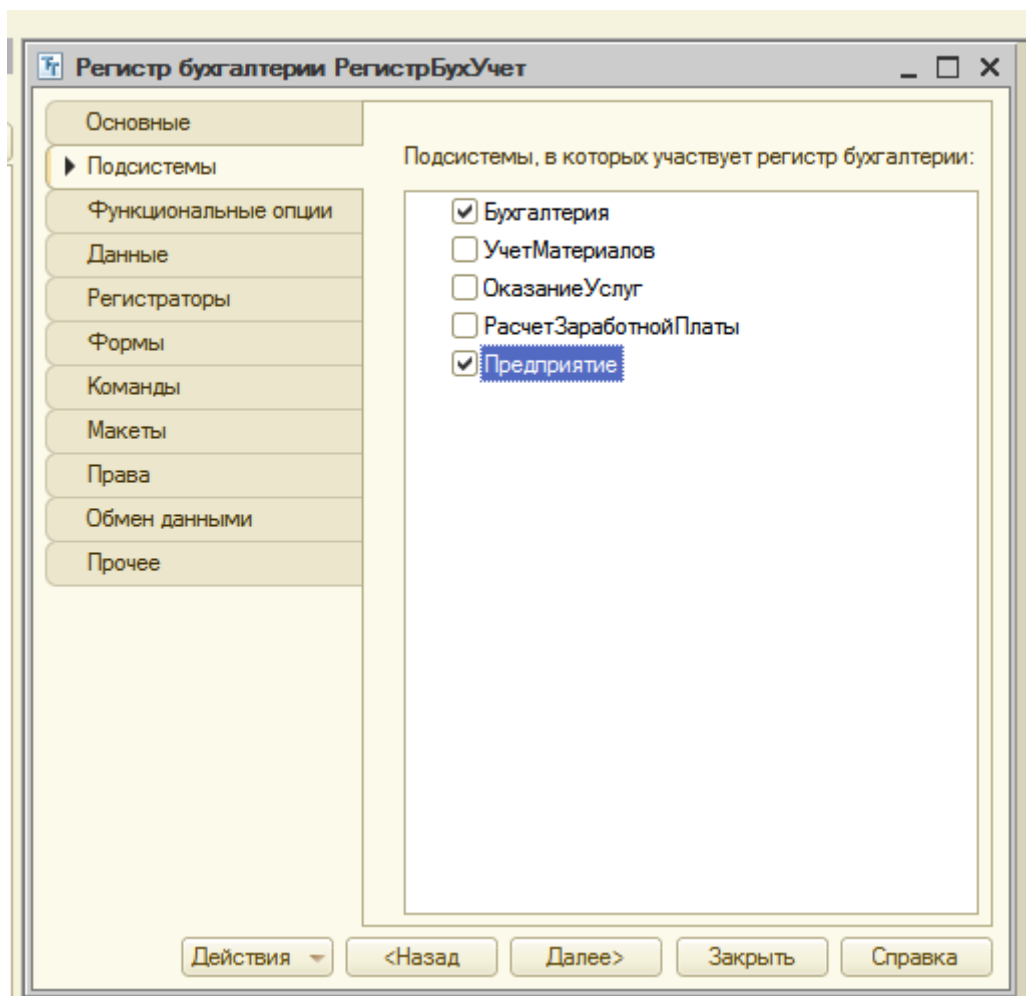 Регистр бухгалтерии РегистрБухУчет
Основные
Подсистемы
Функциональные опции
Данные
Регистраторы
Формы
Команды
Макеты
Права
Обмен данными
Прочее
Подсистемы, в которых участвует регистр бухгалтерии:
Бухгалтерия
УчетМатериалов
ОказаниеУслуг
РасчетЗаработнойПлаты
Предприятие
Действия
<Назад
Далее>
Закрыть
Справка